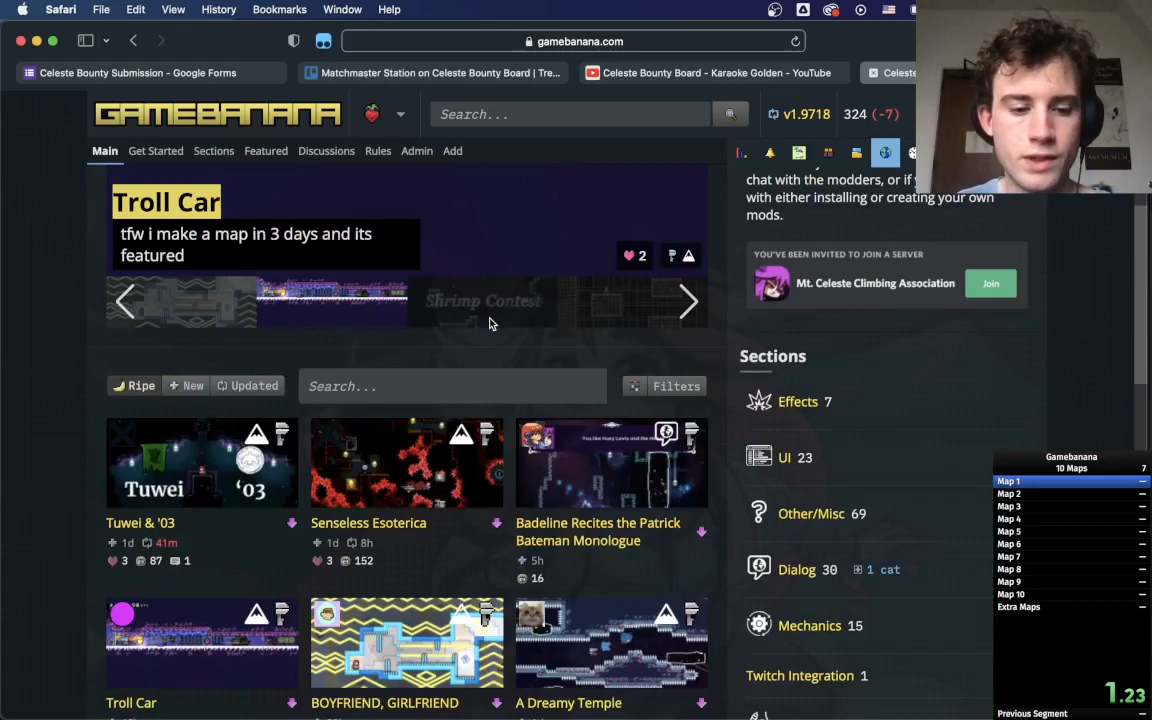 Safari File Edit View History Bookmarks Window Help
gamebanana.com
Celeste Bounty Submission - Google Forms
Matchmaster Station on Celeste Bounty Board | Tre...
Celeste Bounty Board - Karaoke Golden - YouTube
Celeste
GAMEBANANA
Search...
v1.9718
324 (-7)
Main Get Started Sections Featured Discussions Rules Admin Add
Troll Car
tfw i make a map in 3 days and its
featured
2
Shrimp Contest
chat with the modders, or if
with either installing or creating your own
mods.
YOU'VE BEEN INVITED TO JOIN A SERVER
Mt. Celeste Climbing Association
Join
Ripe New Updated
Search...
Filters
Tuwei '03
Tuwei & '03
1d 41m
3 87 1
Senseless Esoterica
1d 8h
3 152
Badeline Recites the Patrick
Bateman Monologue
5h
16
Troll Car
BOYFRIEND, GIRLFRIEND
A Dreamy Temple
Sections
Effects 7
UI 23
Other/Misc 69
Dialog 30 1 cat
Mechanics 15
Twitch Integration 1
Gamebanana
10 Maps 7
Map 1 —
Map 2 —
Map 3 —
Map 4 —
Map 5 —
Map 6 —
Map 7 —
Map 8 —
Map 9 —
Map 10 —
Extra Maps —
1.23
Previous Segment —